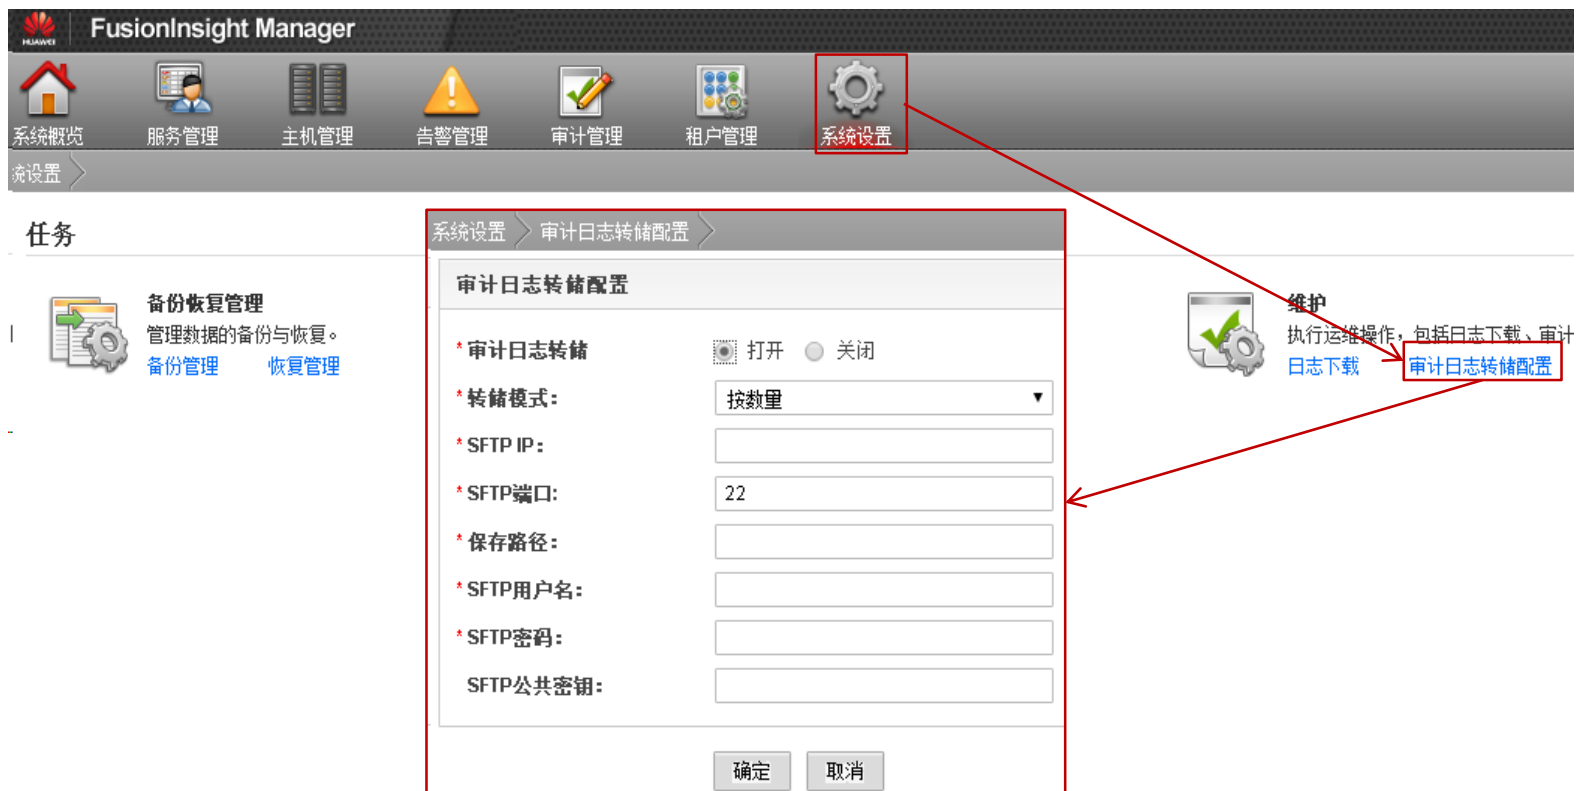 HUAWEI
FusionInsight Manager
系统概览 服务管理 主机管理 告警管理 审计管理 租户管理 系统设置
统设置
任务
备份恢复管理
管理数据的备份与恢复。
备份管理 恢复管理
系统设置 审计日志转储配置
审计日志转储配置
*审计日志转储 打开 关闭
*转储模式: 按数量
*SFTP IP:
*SFTP端口: 22
*保存路径:
*SFTP用户名:
*SFTP密码:
SFTP公共密钥:
确定 取消
维护
执行运维操作,包括日志下载、审计
日志下载 审计日志转储配置